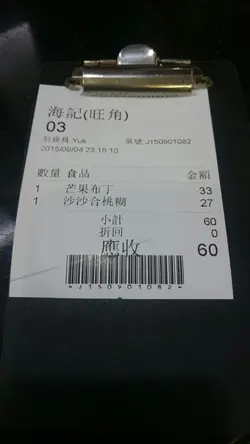 海記(旺角)
03
服務員:Yuk 單號:J150901082
2015/09/04 23:15:10
數量 食品 金額
1 芒果布丁 33
1 沙沙合桃糊 27
小計 60
折回 0
應收 60
*J150901082*